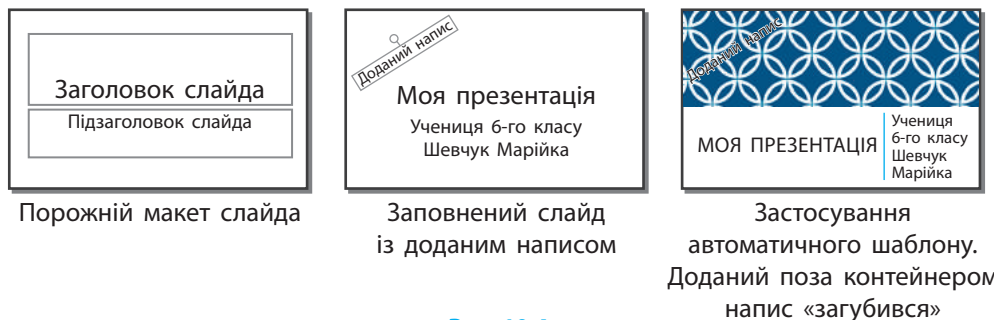 Заголовок слайда
Підзаголовок слайда
Порожній макет слайда
Доданий напис
Моя презентація
Учениця 6-го класу
Шевчук Марійка
Заповнений слайд
із доданим написом
Доданий напис
МОЯ ПРЕЗЕНТАЦІЯ
Учениця
6-го класу
Шевчук
Марійка
Застосування
автоматичного шаблону.
Доданий поза контейнером
напис «загубився»